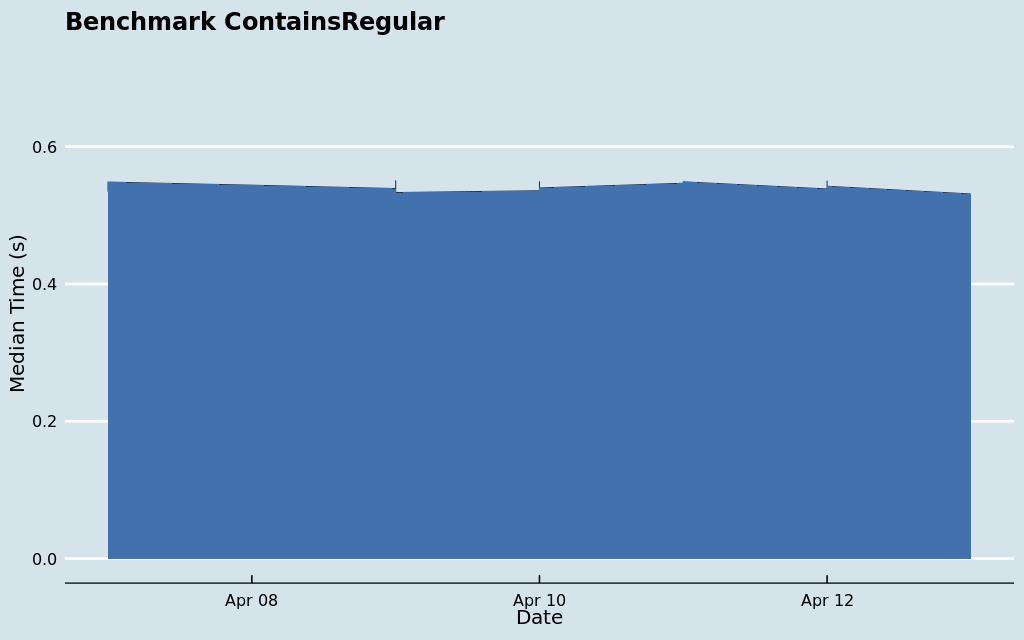 Benchmark ContainsRegular
0.6
0.4
0.2
0.0
Median Time (s)
Apr 08
Apr 10
Apr 12
Date